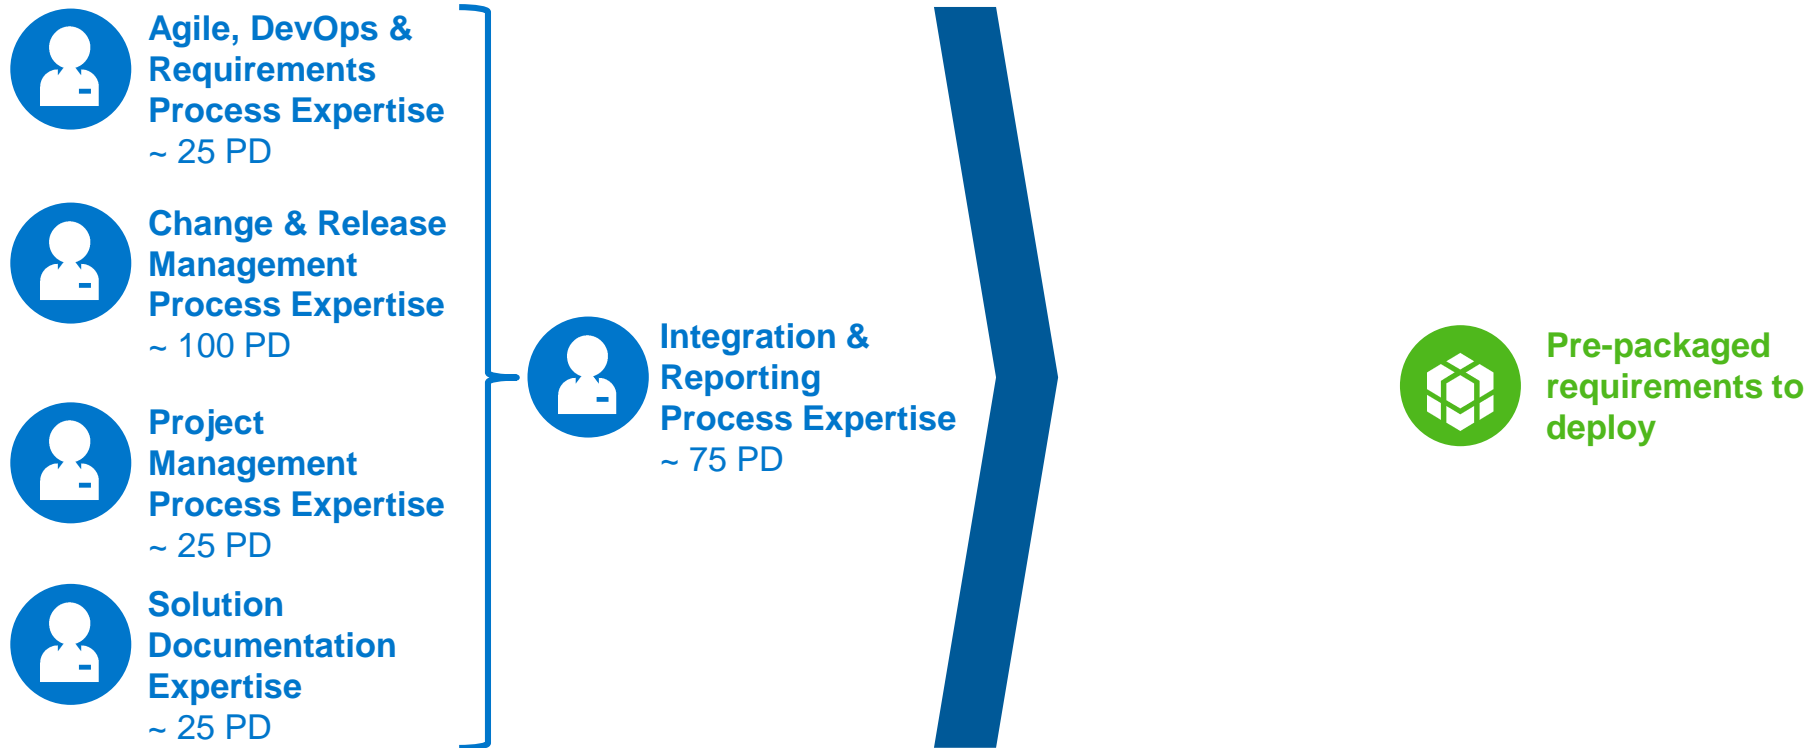 Agile, DevOps &
Requirements
Process Expertise
~ 25 PD
Change & Release
Management
Process Expertise
~ 100 PD
Project
Management
Process Expertise
~ 25 PD
Solution
Documentation
Expertise
~ 25 PD
Integration &
Reporting
Process Expertise
~ 75 PD
Pre-packaged
requirements to
deploy